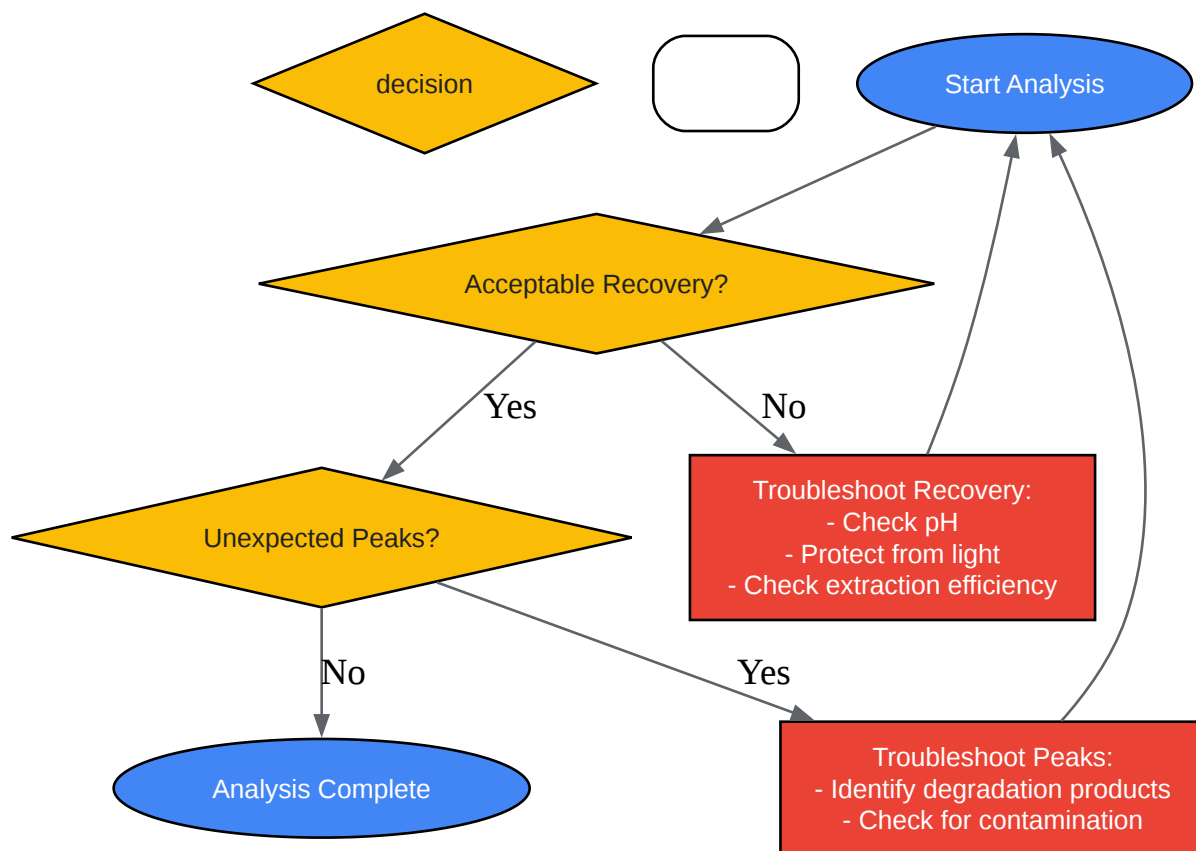 decision
Start Analysis
Acceptable Recovery?
Yes
No
Troubleshoot Recovery:
- Check pH
- Protect from light
- Check extraction efficiency
Unexpected Peaks?
No
Yes
Analysis Complete
Troubleshoot Peaks:
- Identify degradation products
- Check for contamination